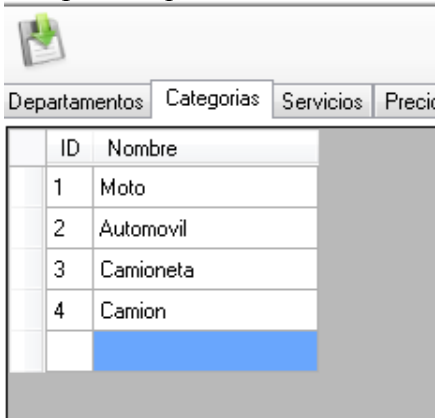 Departamentos Categorias Servicios
ID Nombre
1 Moto
2 Automovil
3 Camioneta
4 Camion